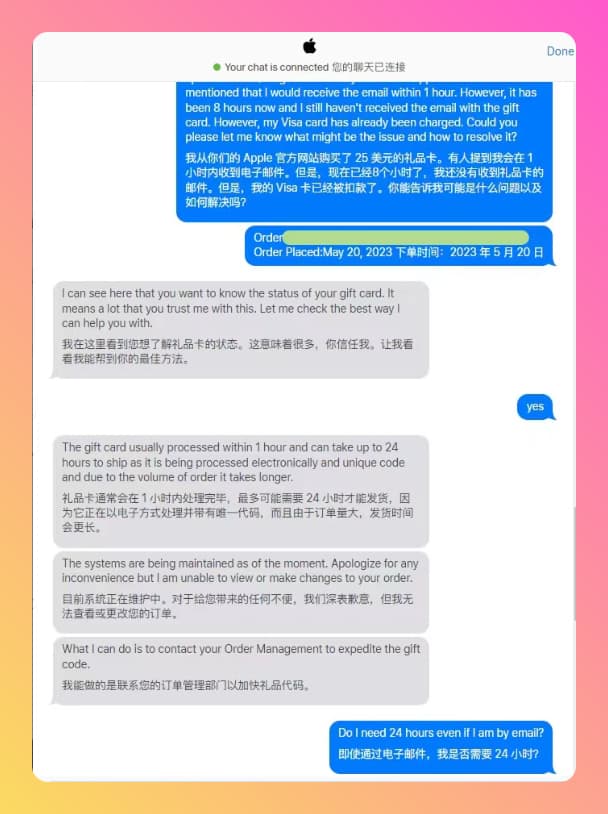 Done
Your chat is connected 您的聊天已连接
mentioned that I would receive the email within 1 hour. However, it has
been 8 hours now and I still haven't received the email with the gift
card. However, my Visa card has already been charged. Could you
please let me know what might be the issue and how to resolve it?
我从你们的 Apple 官方网站购买了 25 美元的礼品卡。有人提到我会在 1
小时内收到电子邮件。但是，现在已经8个小时了，我还没有收到礼品卡的
邮件。但是，我的 Visa 卡已经被扣款了。你能告诉我可能是什么问题以及
如何解决吗?
Order
Order Placed:May 20, 2023 下单时间：2023 年 5 月 20 日
I can see here that you want to know the status of your gift card. It
means a lot that you trust me with this. Let me check the best way I
can help you with.
我在这里看到您想了解礼品卡的状态。这意味着很多，你信任我。让我看
看我能帮到你的最佳方法。
yes
The gift card usually processed within 1 hour and can take up to 24
hours to ship as it is being processed electronically and unique code
and due to the volume of order it takes longer.
礼品卡通常会在 1 小时内处理完毕，最多可能需要 24 小时才能发货，因
为它正在以电子方式处理并带有唯一代码，而且由于订单量大，发货时间
会更长。
The systems are being maintained as of the moment. Apologize for any
inconvenience but I am unable to view or make changes to your order.
目前系统正在维护中。对于给您带来的任何不便，我们深表歉意，但我无
法查看或更改您的订单。
What I can do is to contact your Order Management to expedite the gift
code.
我能做的是联系您的订单管理部门以加快礼品代码。
Do I need 24 hours even if I am by email?
即使通过电子邮件，我是否需要 24 小时?